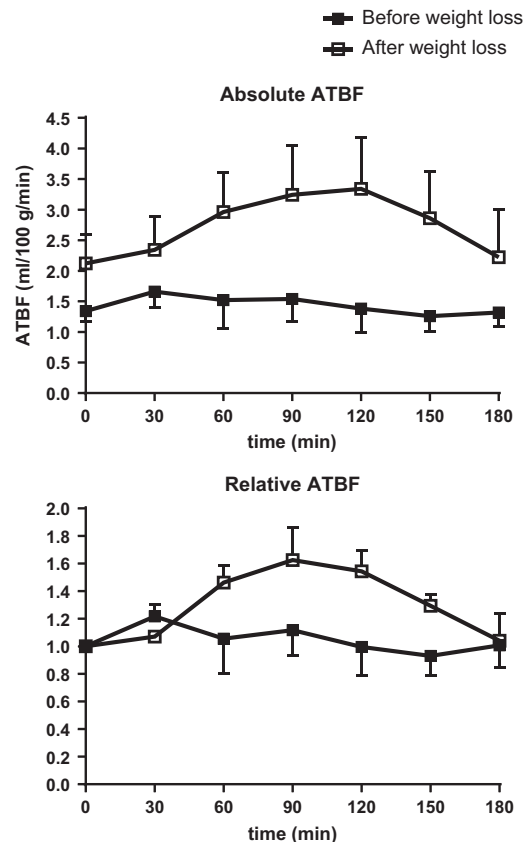 Before weight loss
After weight loss
Absolute ATBF
4.5
4.0
3.5
3.0
2.5
2.0
1.5
1.0
0.5
0.0
ATBF (ml/100 g/min)
0 30 60 90 120 150 180
time (min)
Relative ATBF
2.0
1.8
1.6
1.4
1.2
1.0
0.8
0.6
0.4
0.2
0.0
0 30 60 90 120 150 180
time (min)